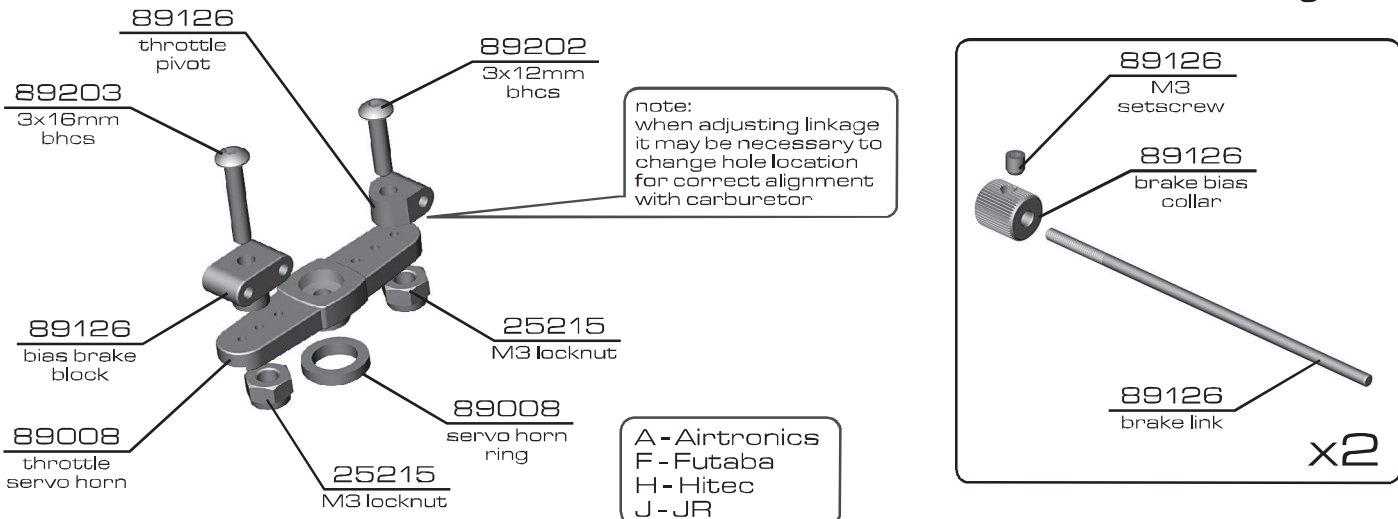 89126
throttle
pivot
89202
3x12mm
bhcs
89203
3x16mm
bhcs
note:
when adjusting linkage
it may be necessary to
change hole location
for correct alignment
with carburetor
89126
bias brake
block
25215
M3 locknut
89008
servo horn
ring
89008
throttle
servo horn
25215
M3 locknut
A-Airtronics
F-Futaba
H-Hitec
J-JR
89126
M3
setscrew
89126
brake bias
collar
89126
brake link
x2